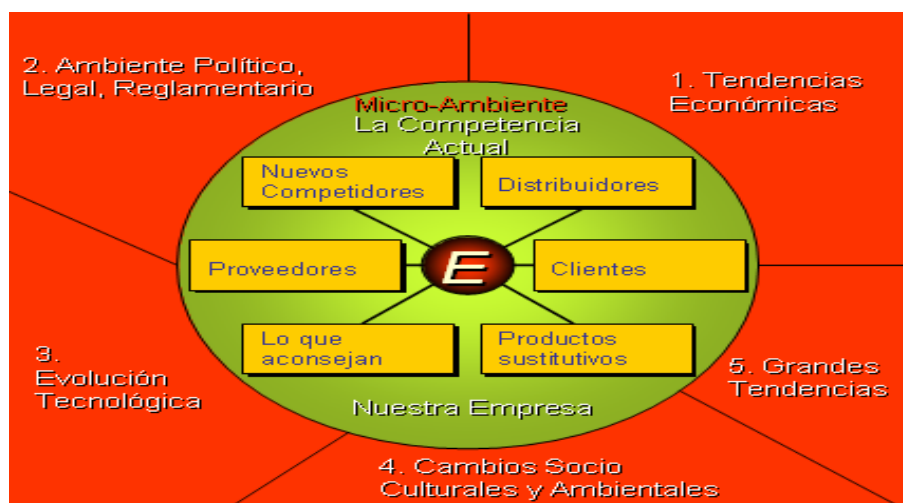 2. Ambiente Político,
Legal, Reglamentario
1. Tendencias
Económicas
Micro-Ambiente
La Competencia
Actual
Nuevos
Competidores
Distribuidores
Proveedores
E
Clientes
Lo que
aconsejan
Productos
sustitutivos
3.
Evolución
Tecnológica
5. Grandes
Tendencias
Nuestra Empresa
4. Cambios Socio
Culturales y Ambientales